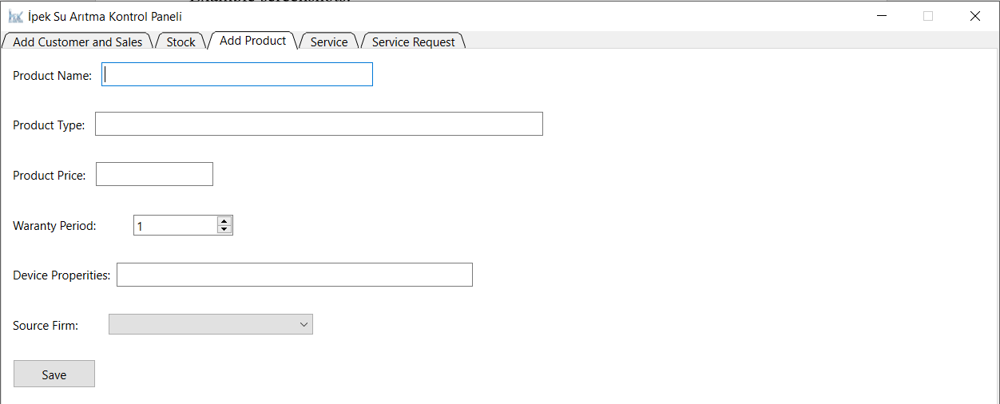 İpek Su Arıtma Kontrol Paneli
Add Customer and Sales Stock Add Product Service Service Request
Product Name:
Product Type:
Product Price:
Waranty Period: 1
Device Properities:
Source Firm:
Save